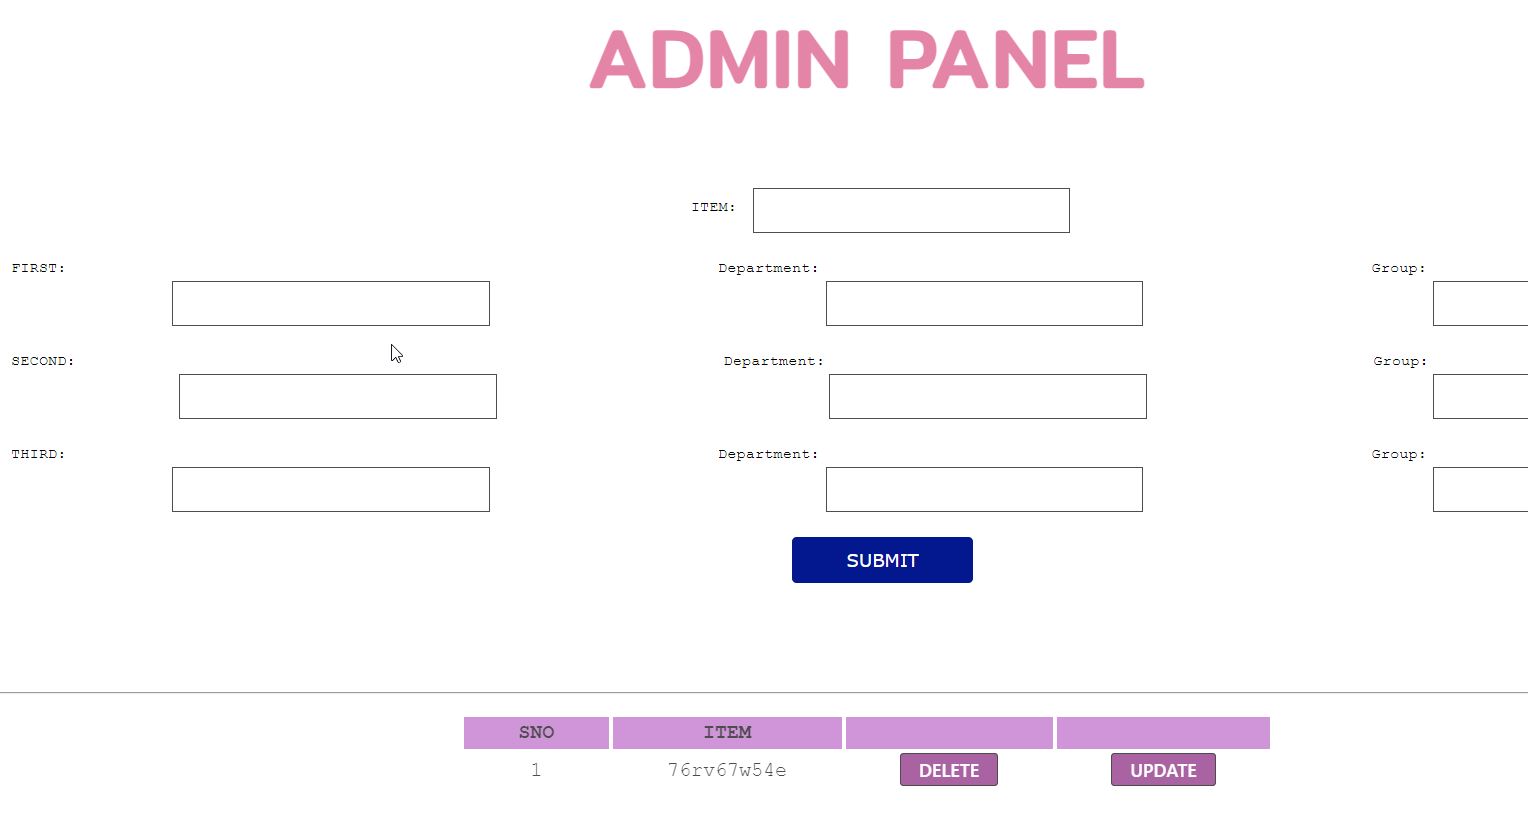 ADMIN PANEL
ITEM:
FIRST: Department: Group:
SECOND: Department: Group:
THIRD: Department: Group:
SUBMIT
SNO ITEM
1 76rv67w54e DELETE UPDATE